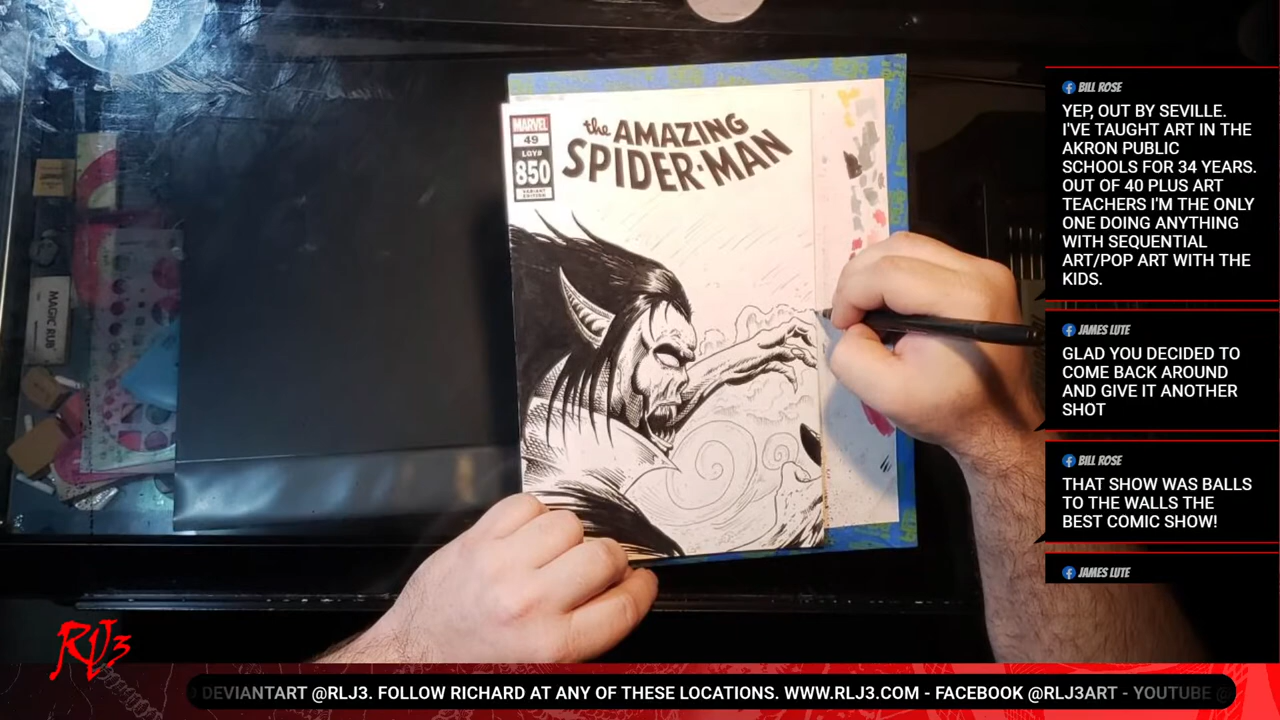 MARVEL
49
LGY#
850
VARIANT
EDITION
the AMAZING
SPIDER-MAN
MAGIC RUB
BILL ROSE
YEP, OUT BY SEVILLE.
I'VE TAUGHT ART IN THE
AKRON PUBLIC
SCHOOLS FOR 34 YEARS.
OUT OF 40 PLUS ART
TEACHERS I'M THE ONLY
ONE DOING ANYTHING
WITH SEQUENTIAL
ART/POP ART WITH THE
KIDS.
JAMES LUTE
GLAD YOU DECIDED TO
COME BACK AROUND
AND GIVE IT ANOTHER
SHOT
BILL ROSE
THAT SHOW WAS BALLS
TO THE WALLS THE
BEST COMIC SHOW!
JAMES LUTE
RLJ3
DEVIANTART @RLJ3. FOLLOW RICHARD AT ANY OF THESE LOCATIONS. WWW.RLJ3.COM - FACEBOOK @RLJ3ART - YOUTUBE @